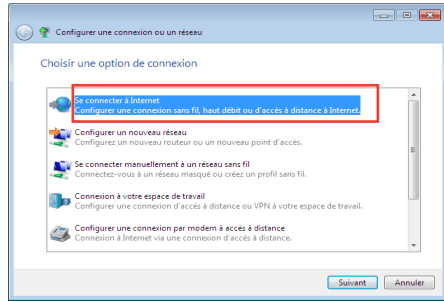 Configurer une connexion ou un réseau
Choisir une option de connexion
Se connecter à Internet
Configurer une connexion sans fil, haut débit ou d'accès à distance à Internet.
Configurer un nouveau réseau
Configurez un nouveau routeur ou un nouveau point d'accès.
Se connecter manuellement à un réseau sans fil
Connectez-vous à un réseau masqué ou créez un profil sans fil.
Connexion à votre espace de travail
Configurer une connexion d'accès à distance ou VPN à votre espace de travail.
Configurer une connexion par modem à accès à distance
Connexion à Internet via une connexion d'accès à distance.
Suivant Annuler